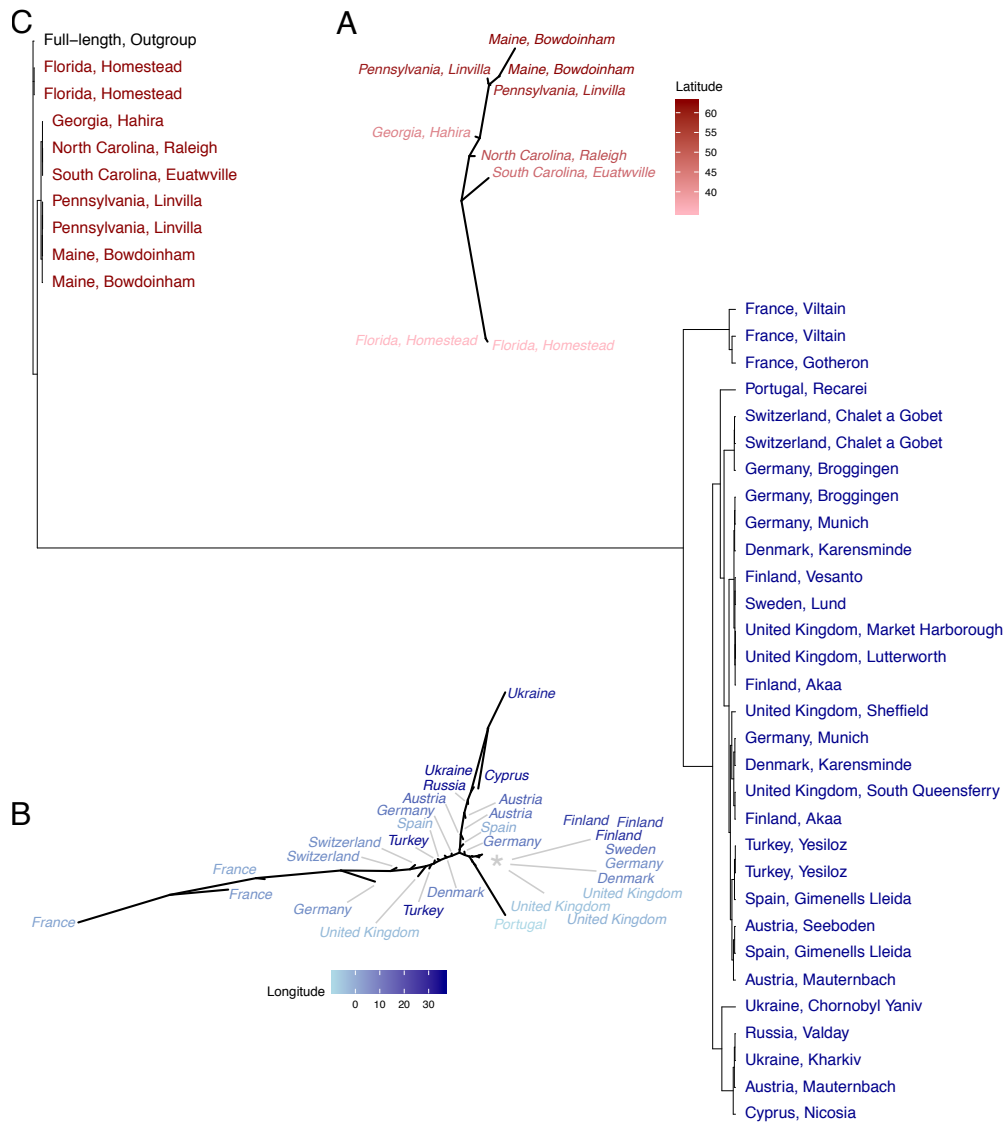 C
Full-length, Outgroup
Florida, Homestead
Florida, Homestead
Georgia, Hahira
North Carolina, Raleigh
South Carolina, Euatwville
Pennsylvania, Linvilla
Pennsylvania, Linvilla
Maine, Bowdoinham
Maine, Bowdoinham
A
Maine, Bowdoinham
Pennsylvania, Linvilla
Maine, Bowdoinham
Pennsylvania, Linvilla
Georgia, Hahira
North Carolina, Raleigh
South Carolina, Euatwville
Florida, Homestead
Florida, Homestead
Latitude
60
55
50
45
40
France, Viltain
France, Viltain
France, Gotheron
Portugal, Recarei
Switzerland, Chalet a Gobet
Switzerland, Chalet a Gobet
Germany, Broggingen
Germany, Broggingen
Germany, Munich
Denmark, Karensminde
Finland, Vesanto
Sweden, Lund
United Kingdom, Market Harborough
United Kingdom, Lutterworth
Finland, Akaa
United Kingdom, Sheffield
Germany, Munich
Denmark, Karensminde
United Kingdom, South Queensferry
Finland, Akaa
Turkey, Yesiloz
Turkey, Yesiloz
Spain, Gimenells Lleida
Austria, Seeboden
Spain, Gimenells Lleida
Austria, Mauternbach
Ukraine, Chornobyl Yaniv
Russia, Valday
Ukraine, Kharkiv
Austria, Mauternbach
Cyprus, Nicosia
B
Ukraine
Ukraine
Cyprus
Russia
Austria
Austria
Germany
Austria
Spain
Spain
Switzerland
Turkey
Germany
Switzerland
Finland
Finland
Finland
Sweden
Germany
Denmark
United Kingdom
United Kingdom
United Kingdom
*
France
France
France
Germany
Denmark
Turkey
United Kingdom
Portugal
Longitude
0
10
20
30